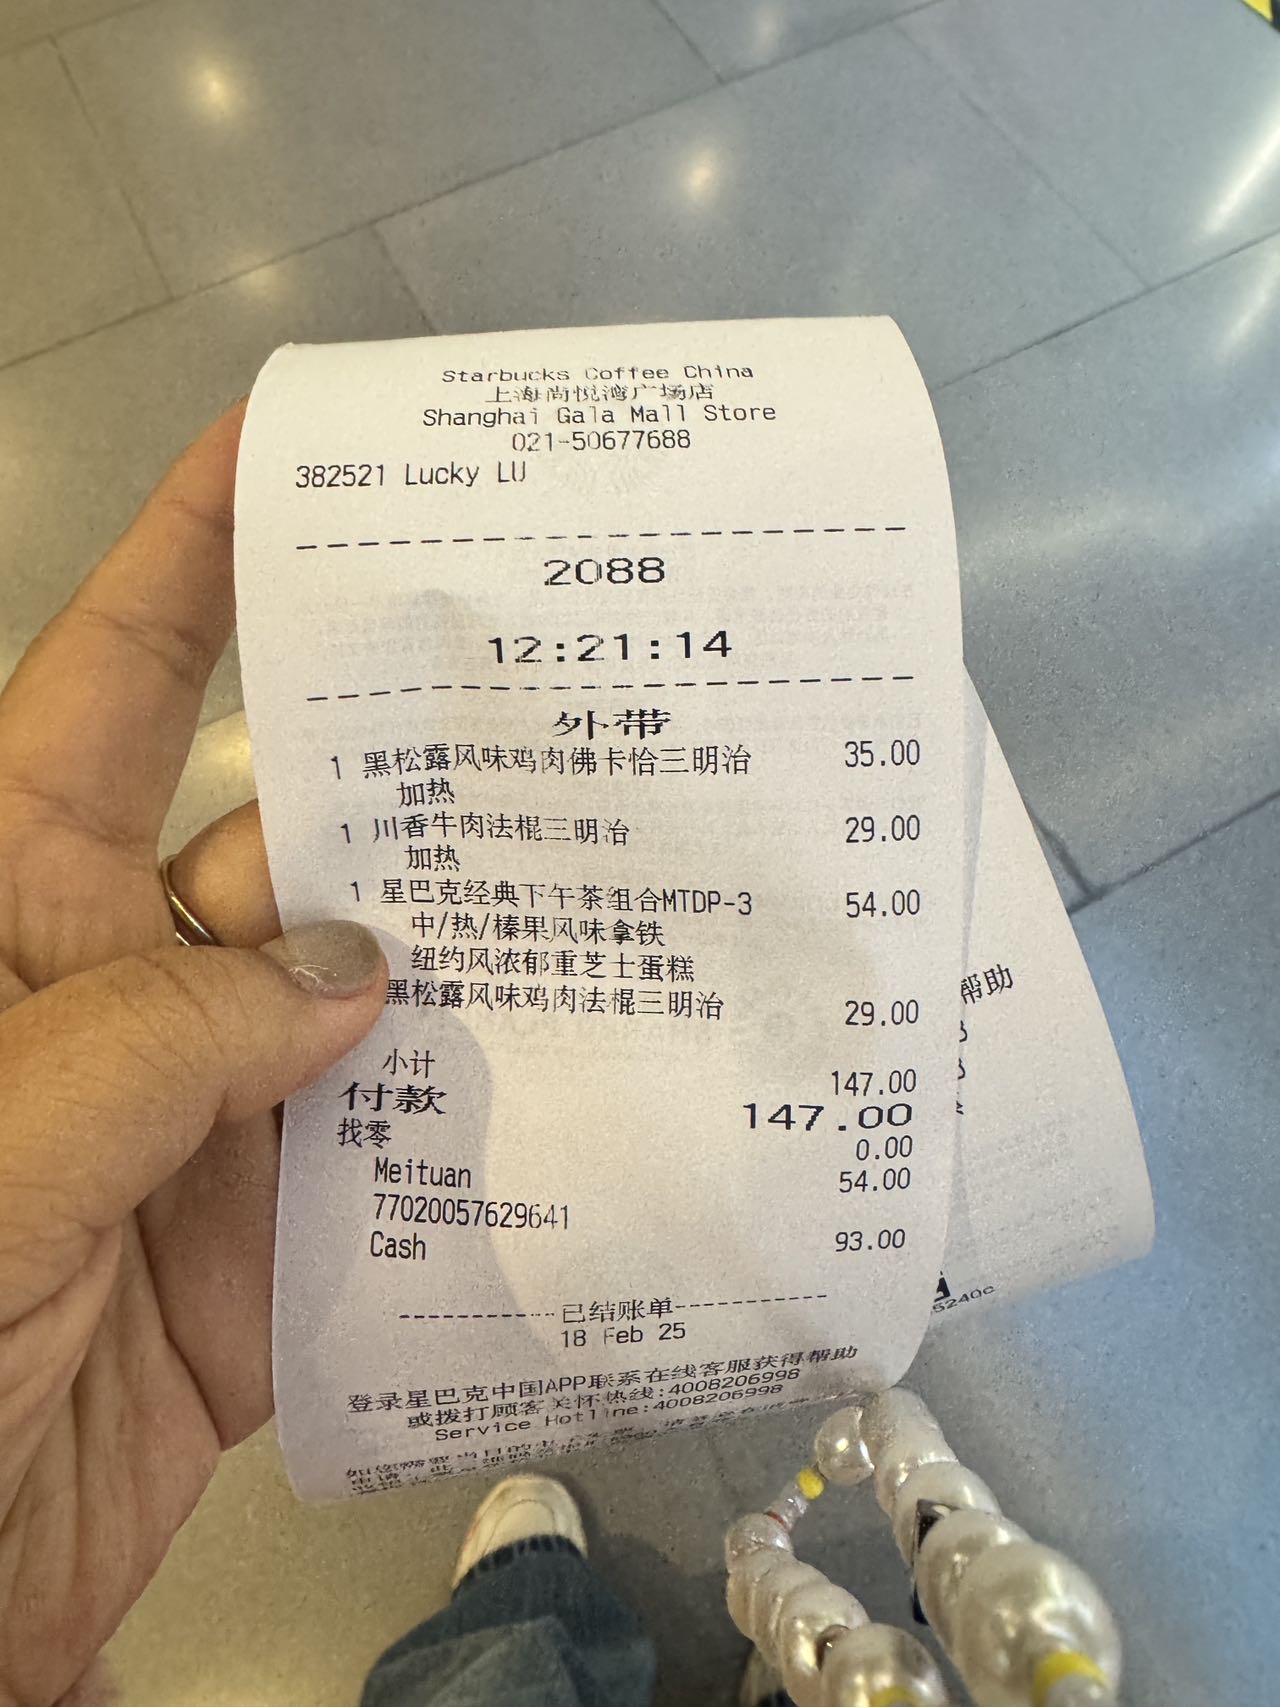 Starbucks Coffee China
上海尚悦湾广场店
Shanghai Gala Mall Store
021-50677688
382521 Lucky LU
2088
12:21:14
外带
1 黑松露风味鸡肉佛卡恰三明治 35.00
加热
1 川香牛肉法棍三明治 29.00
加热
1 星巴克经典下午茶组合MTDP-3 54.00
中/热/榛果风味拿铁
纽约风浓郁重芝士蛋糕
黑松露风味鸡肉法棍三明治 29.00
小计 147.00
付款 147.00
找零 0.00
Meituan 54.00
77020057629641
Cash 93.00
------------已结账单------------
18 Feb 25
登录星巴克中国APP联系在线客服获得帮助
或拨打顾客关怀热线:4008206998
Service Hotline:4008206998
帮助
5240c